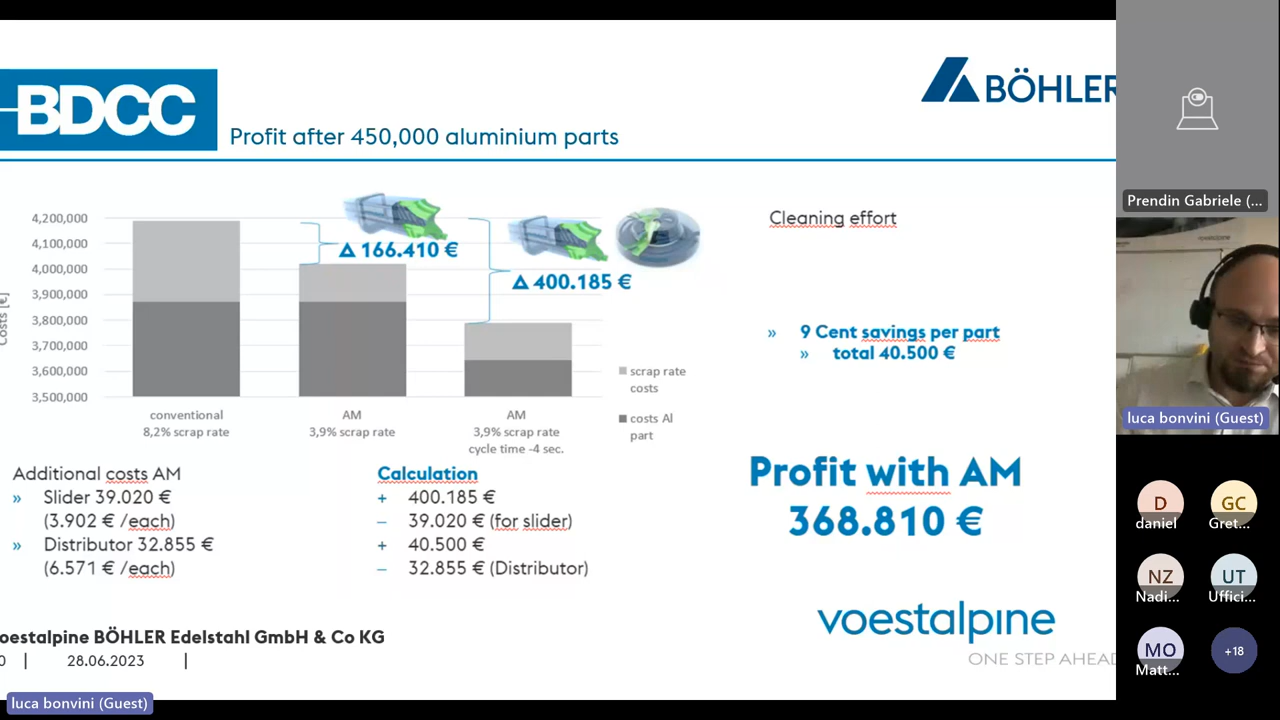 BDCC
BÖHLER
Profit after 450,000 aluminium parts
Costs [€]
4,200,000
4,100,000
4,000,000
3,900,000
3,800,000
3,700,000
3,600,000
3,500,000
Δ 166.410 €
Δ 400.185 €
conventional
8,2% scrap rate
AM
3,9% scrap rate
AM
3,9% scrap rate
cycle time -4 sec.
scrap rate
costs
costs Al
part
Cleaning effort
» 9 Cent savings per part
» total 40.500 €
Additional costs AM
» Slider 39.020 €
(3.902 € /each)
» Distributor 32.855 €
(6.571 € /each)
Calculation
+ 400.185 €
– 39.020 € (for slider)
+ 40.500 €
– 32.855 € (Distributor)
Profit with AM
368.810 €
oestalpine BÖHLER Edelstahl GmbH & Co KG
0 | 28.06.2023 |
voestalpine
ONE STEP AHEAD
luca bonvini (Guest)
Prendin Gabriele (...
luca bonvini (Guest)
D
daniel
GC
Gret...
NZ
Nadi...
UT
Uffici...
MO
Matt...
+18